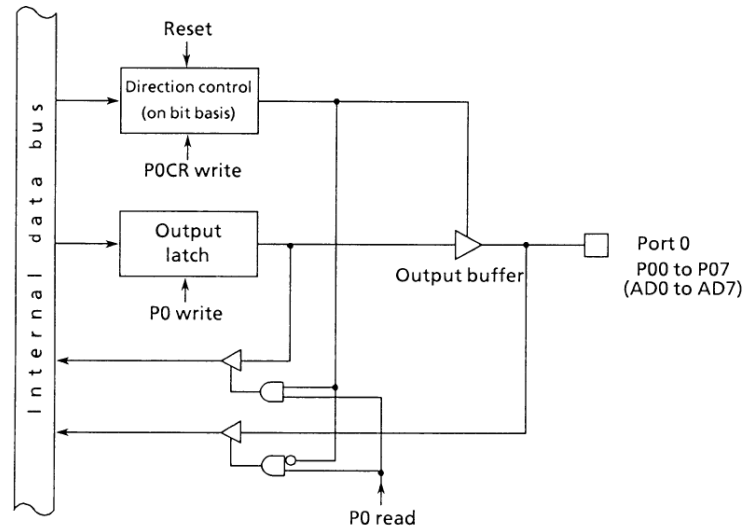 Reset
Direction control
(on bit basis)
P0CR write
Internal data bus
Output
latch
P0 write
Output buffer
Port 0
P00 to P07
(AD0 to AD7)
P0 read